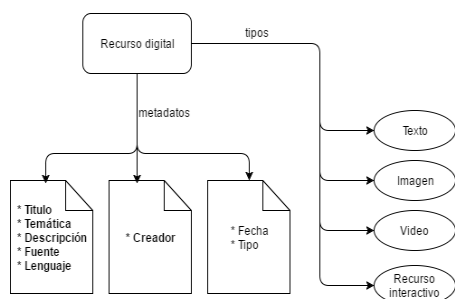 Recurso digital
tipos
metadatos
Texto
Imagen
Video
Recurso
interactivo
* Titulo
* Temática
* Descripción
* Fuente
* Lenguaje
* Creador
* Fecha
* Tipo